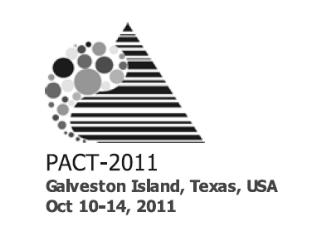 PACT-2011
Galveston Island, Texas, USA
Oct 10-14, 2011